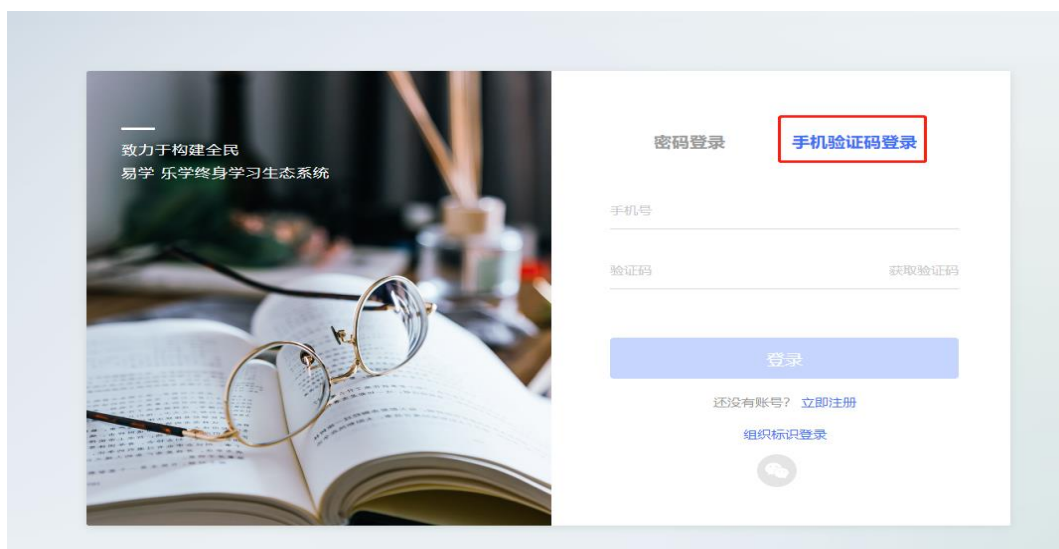 致力于构建全民
易学 乐学终身学习生态系统
密码登录
手机验证码登录
手机号
验证码
获取验证码
登录
还没有账号？ 立即注册
组织标识登录